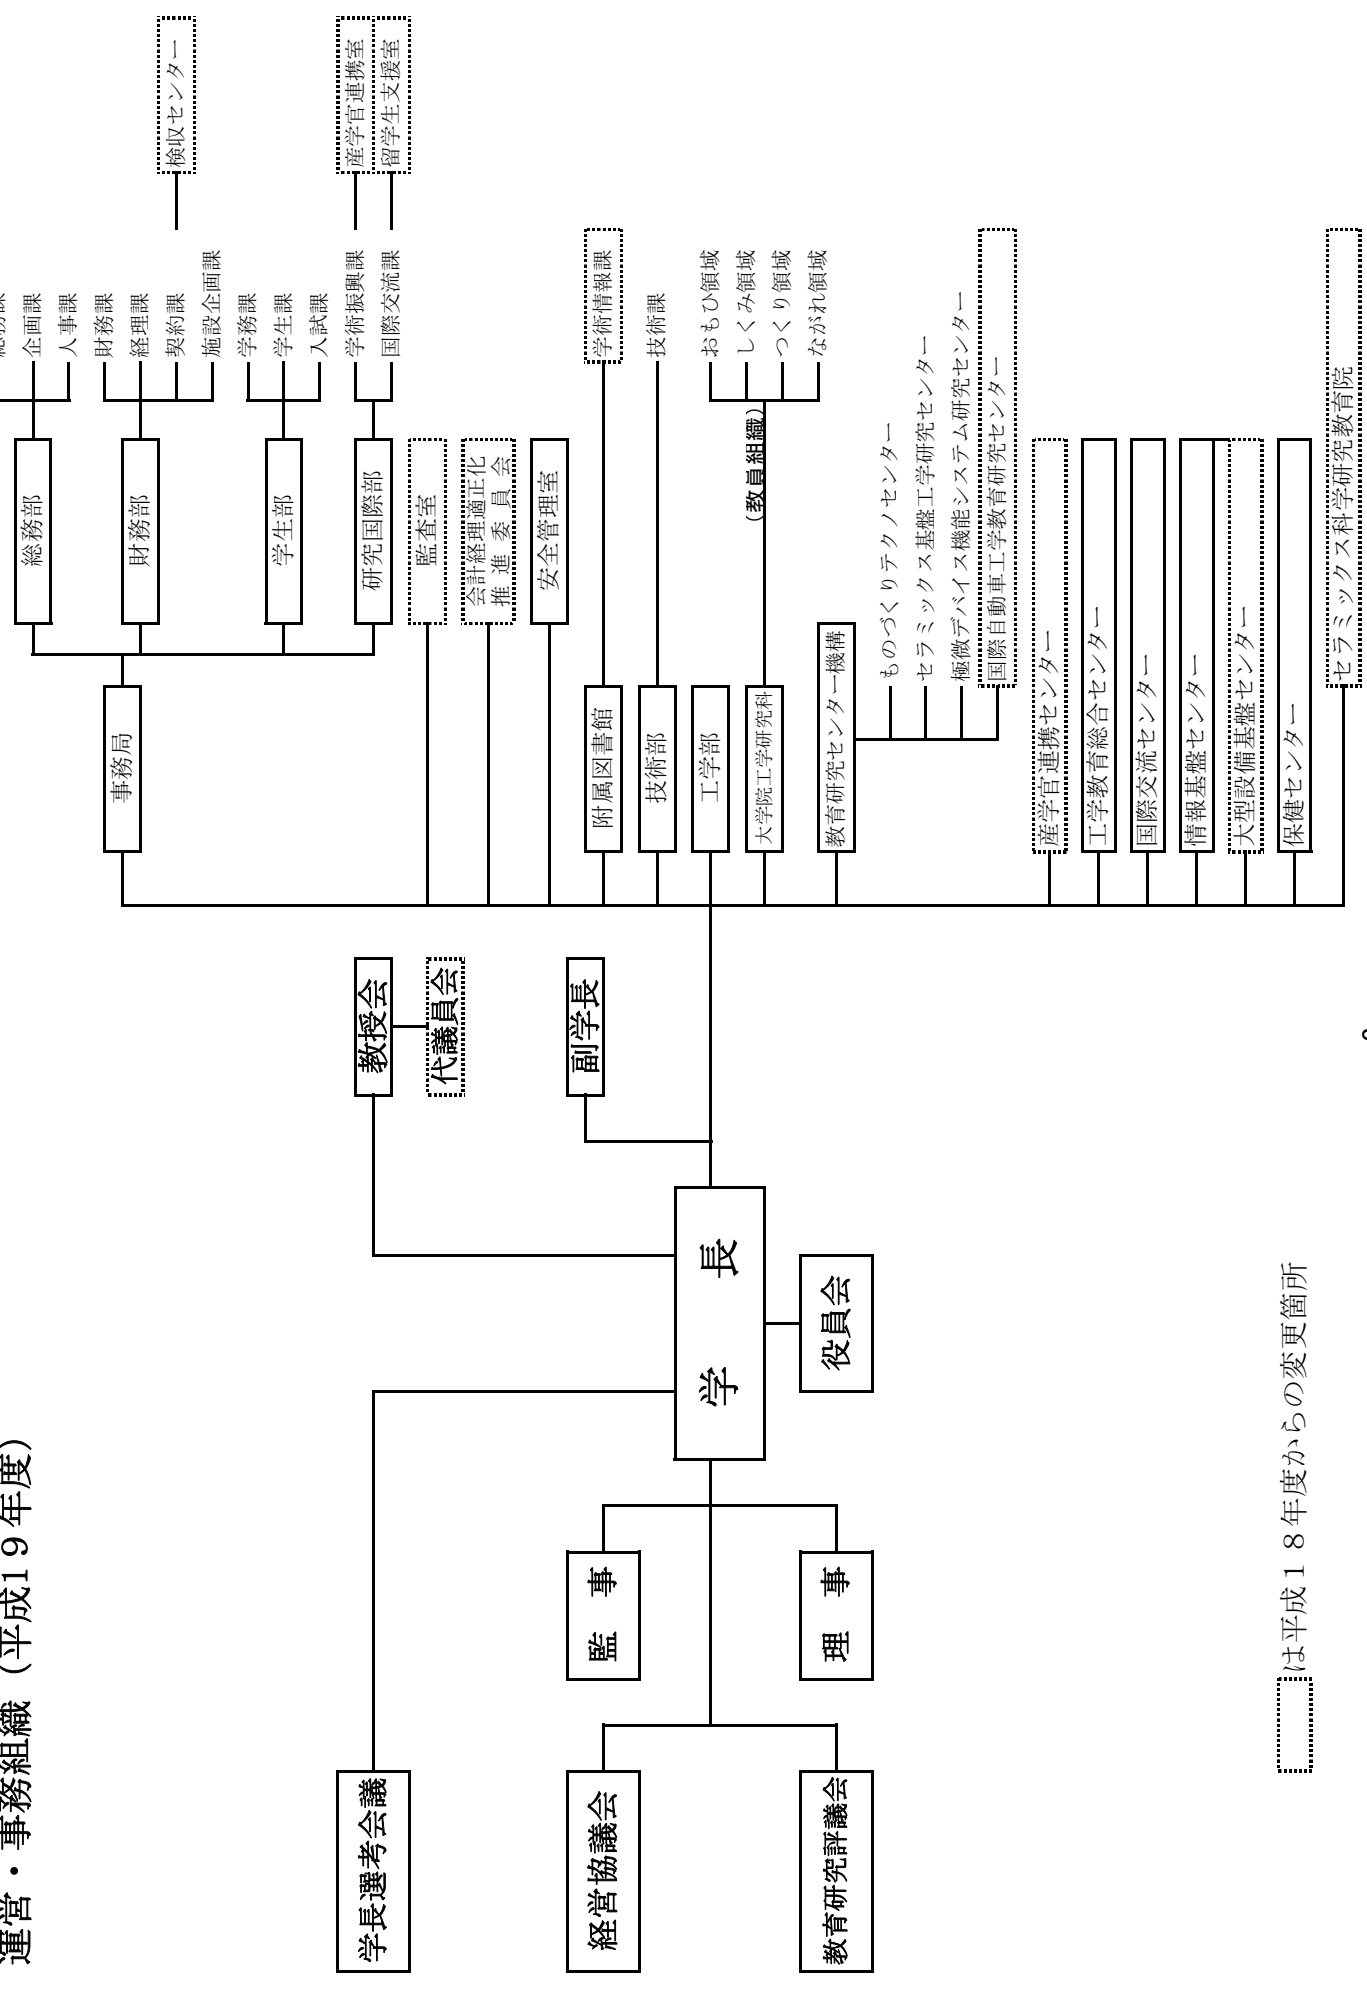 運営・事務組織（平成１９年度）
企画課
人事課
総務部
財務課
経理課
契約課
検収センター
施設企画課
財務部
事務局
学務課
学生課
入試課
学生部
学術振興課
産学官連携室
国際交流課
留学生支援室
研究国際部
監査室
会計経理適正化
推進委員会
安全管理室
学長選考会議
教授会
代議員会
副学長
経営協議会
監　事
附属図書館
学術情報課
技術部
技術課
学　長
工学部
大学院工学研究科
（教員組織）
おもひ領域
しくみ領域
つくり領域
ながれ領域
教育研究評議会
理　事
役員会
教育研究センター機構
ものづくりテクノセンター
セラミックス基盤工学研究センター
極微デバイス機能システム研究センター
国際自動車工学教育研究センター
産学官連携センター
工学教育総合センター
国際交流センター
情報基盤センター
大型設備基盤センター
保健センター
セラミックス科学研究教育院
は平成１８年度からの変更箇所